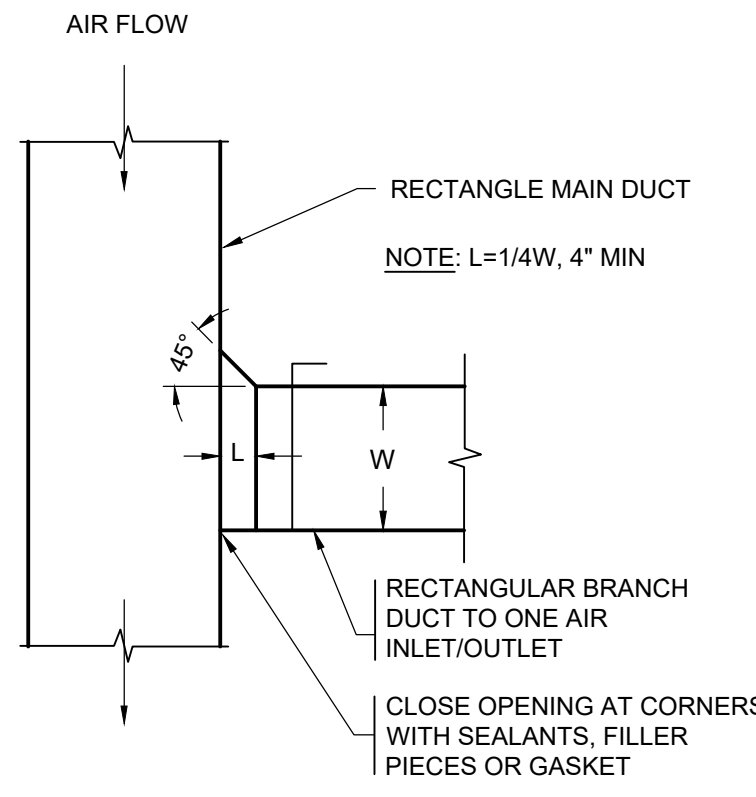 AIR FLOW
RECTANGLE MAIN DUCT
NOTE: L=1/4W, 4" MIN
45°
L
W
RECTANGULAR BRANCH
DUCT TO ONE AIR
INLET/OUTLET
CLOSE OPENING AT CORNERS
WITH SEALANTS, FILLER
PIECES OR GASKET